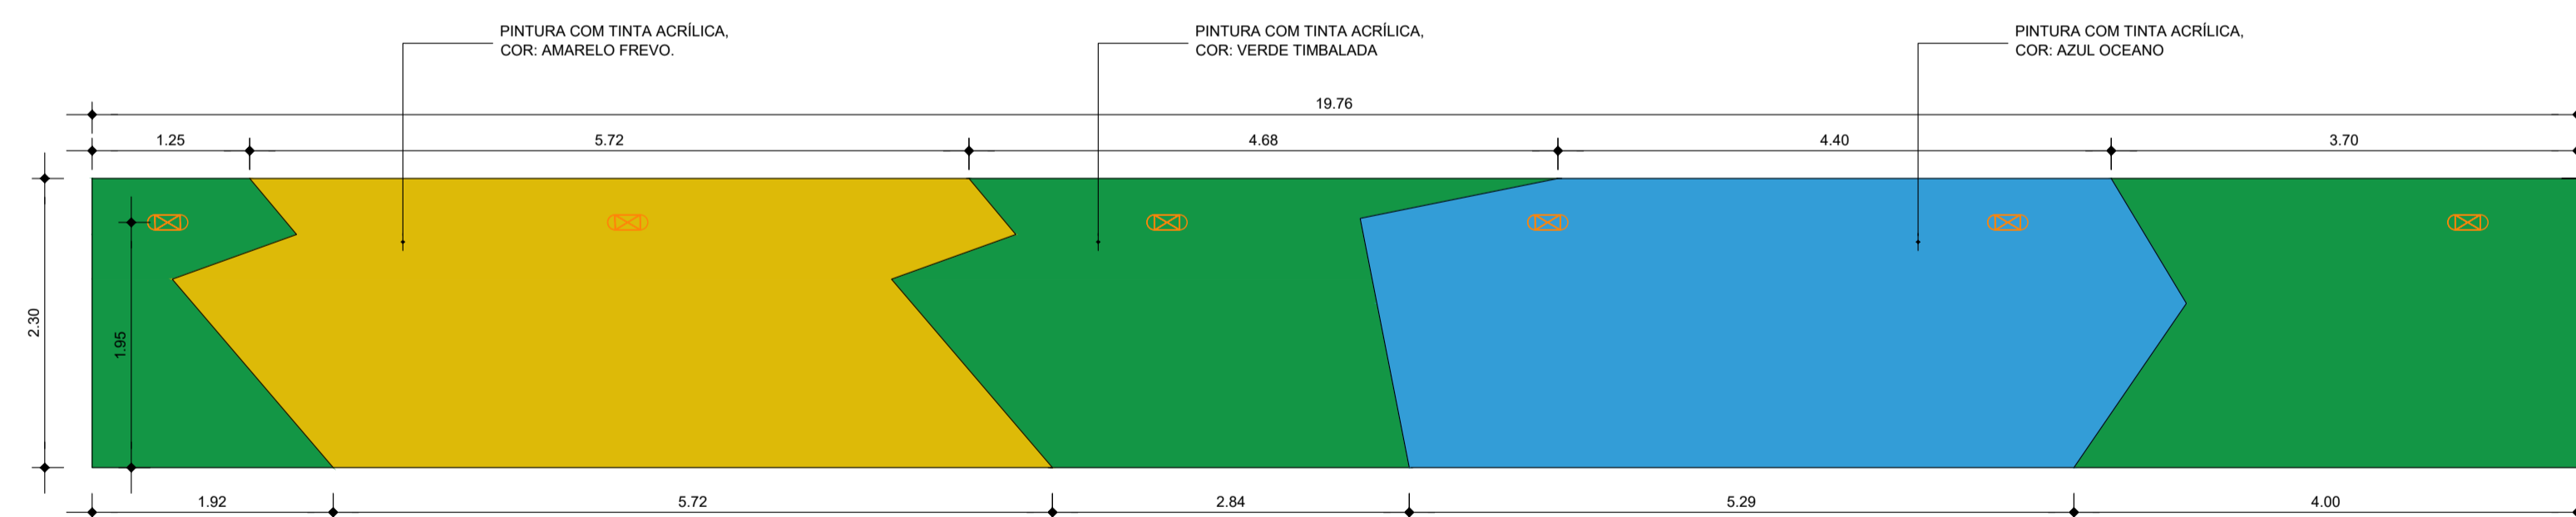 PINTURA COM TINTA ACRÍLICA,
COR: AMARELO FREVO.
PINTURA COM TINTA ACRÍLICA,
COR: VERDE TIMBALADA
PINTURA COM TINTA ACRÍLICA,
COR: AZUL OCEANO
19.76
1.25
5.72
4.68
4.40
3.70
2.30
1.95
1.92
5.72
2.84
5.29
4.00